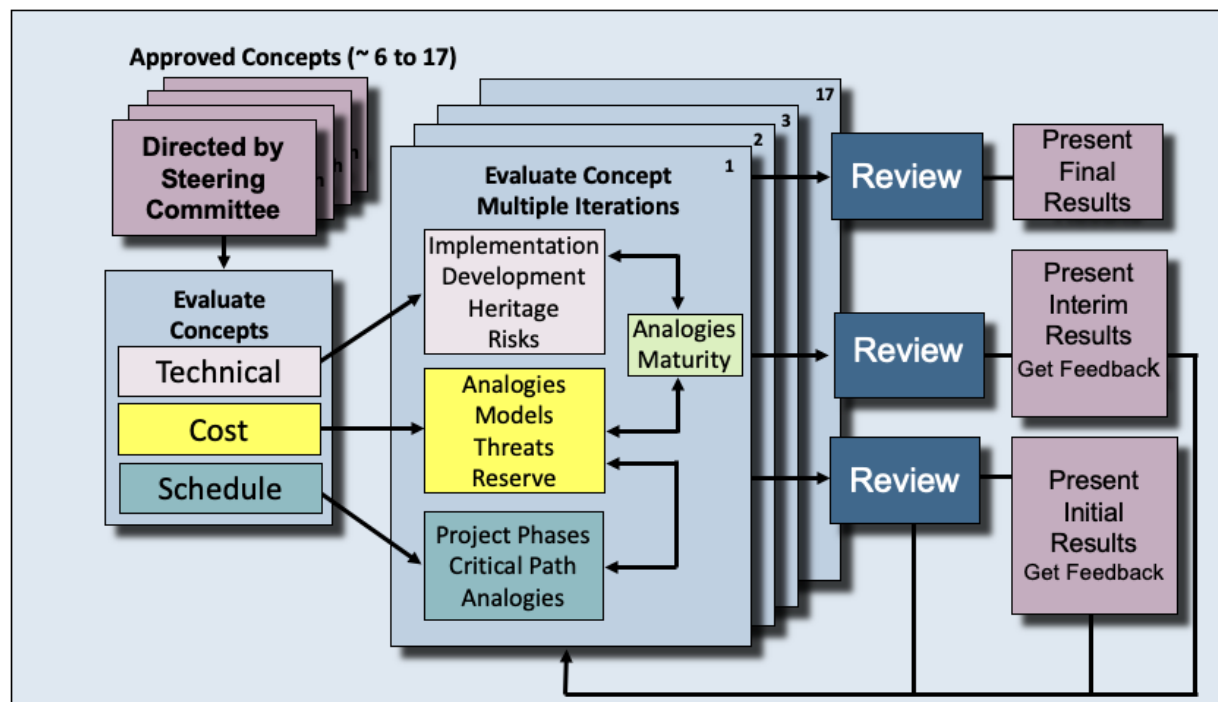 Approved Concepts (~ 6 to 17)
Directed by
Steering
Committee
Evaluate
Concepts
Technical
Cost
Schedule
17
3
2
1
Evaluate Concept
Multiple Iterations
Implementation
Development
Heritage
Risks
Analogies
Maturity
Analogies
Models
Threats
Reserve
Project Phases
Critical Path
Analogies
Review
Present
Final
Results
Review
Present
Interim
Results
Get Feedback
Review
Present
Initial
Results
Get Feedback